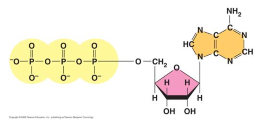 NH₂
O O O
N C N
C
HC
⁻O P O P O P O CH₂ N C CH
N
O⁻ O⁻ O⁻ O
H H
H H
OH OH